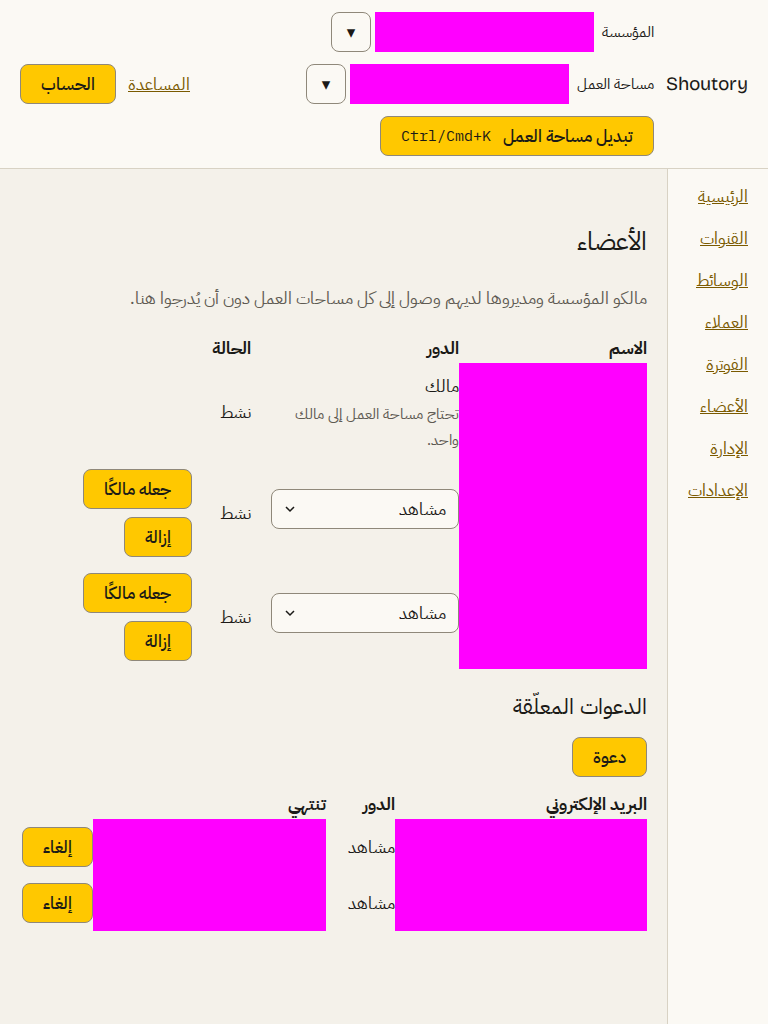 المؤسسة ▼
Shoutory
مساحة العمل ▼
المساعدة
الحساب
تبديل مساحة العمل Ctrl/Cmd+K
الرئيسية
القنوات
الوسائط
العملاء
الفوترة
الأعضاء
الإدارة
الإعدادات
الأعضاء
مالكو المؤسسة ومديروها لديهم وصول إلى كل مساحات العمل دون أن يُدرجوا هنا.
الاسم الدور الحالة
مالك
تحتاج مساحة العمل إلى مالك
واحد.
نشط
مشاهد نشط جعله مالكًا
إزالة
مشاهد نشط جعله مالكًا
إزالة
الدعوات المعلّقة
دعوة
البريد الإلكتروني الدور تنتهي
مشاهد إلغاء
مشاهد إلغاء